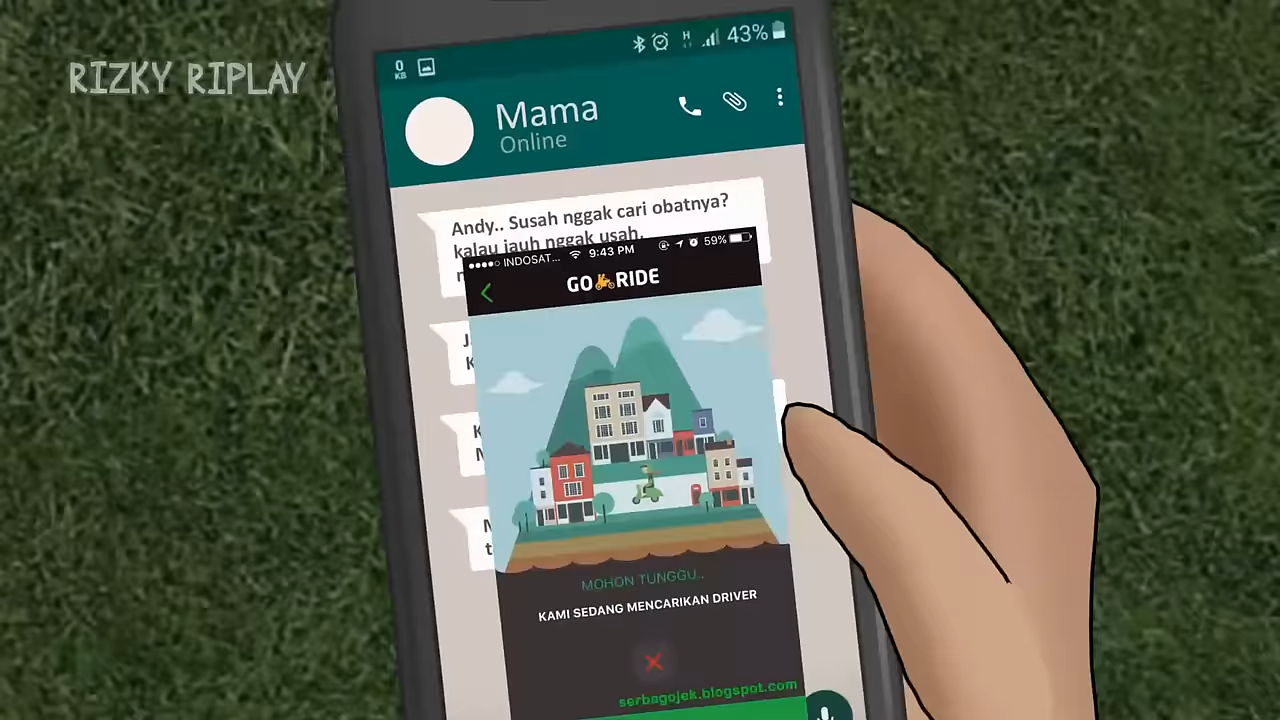 RIZKY RIPLAY
0
KB
H
43%
Mama
Online
Andy.. Susah nggak cari obatnya?
kalau jauh nggak usah.
INDOSAT... 9:43 PM 59%
GO RIDE
MOHON TUNGGU..
KAMI SEDANG MENCARIKAN DRIVER
serbagojek.blogspot.com